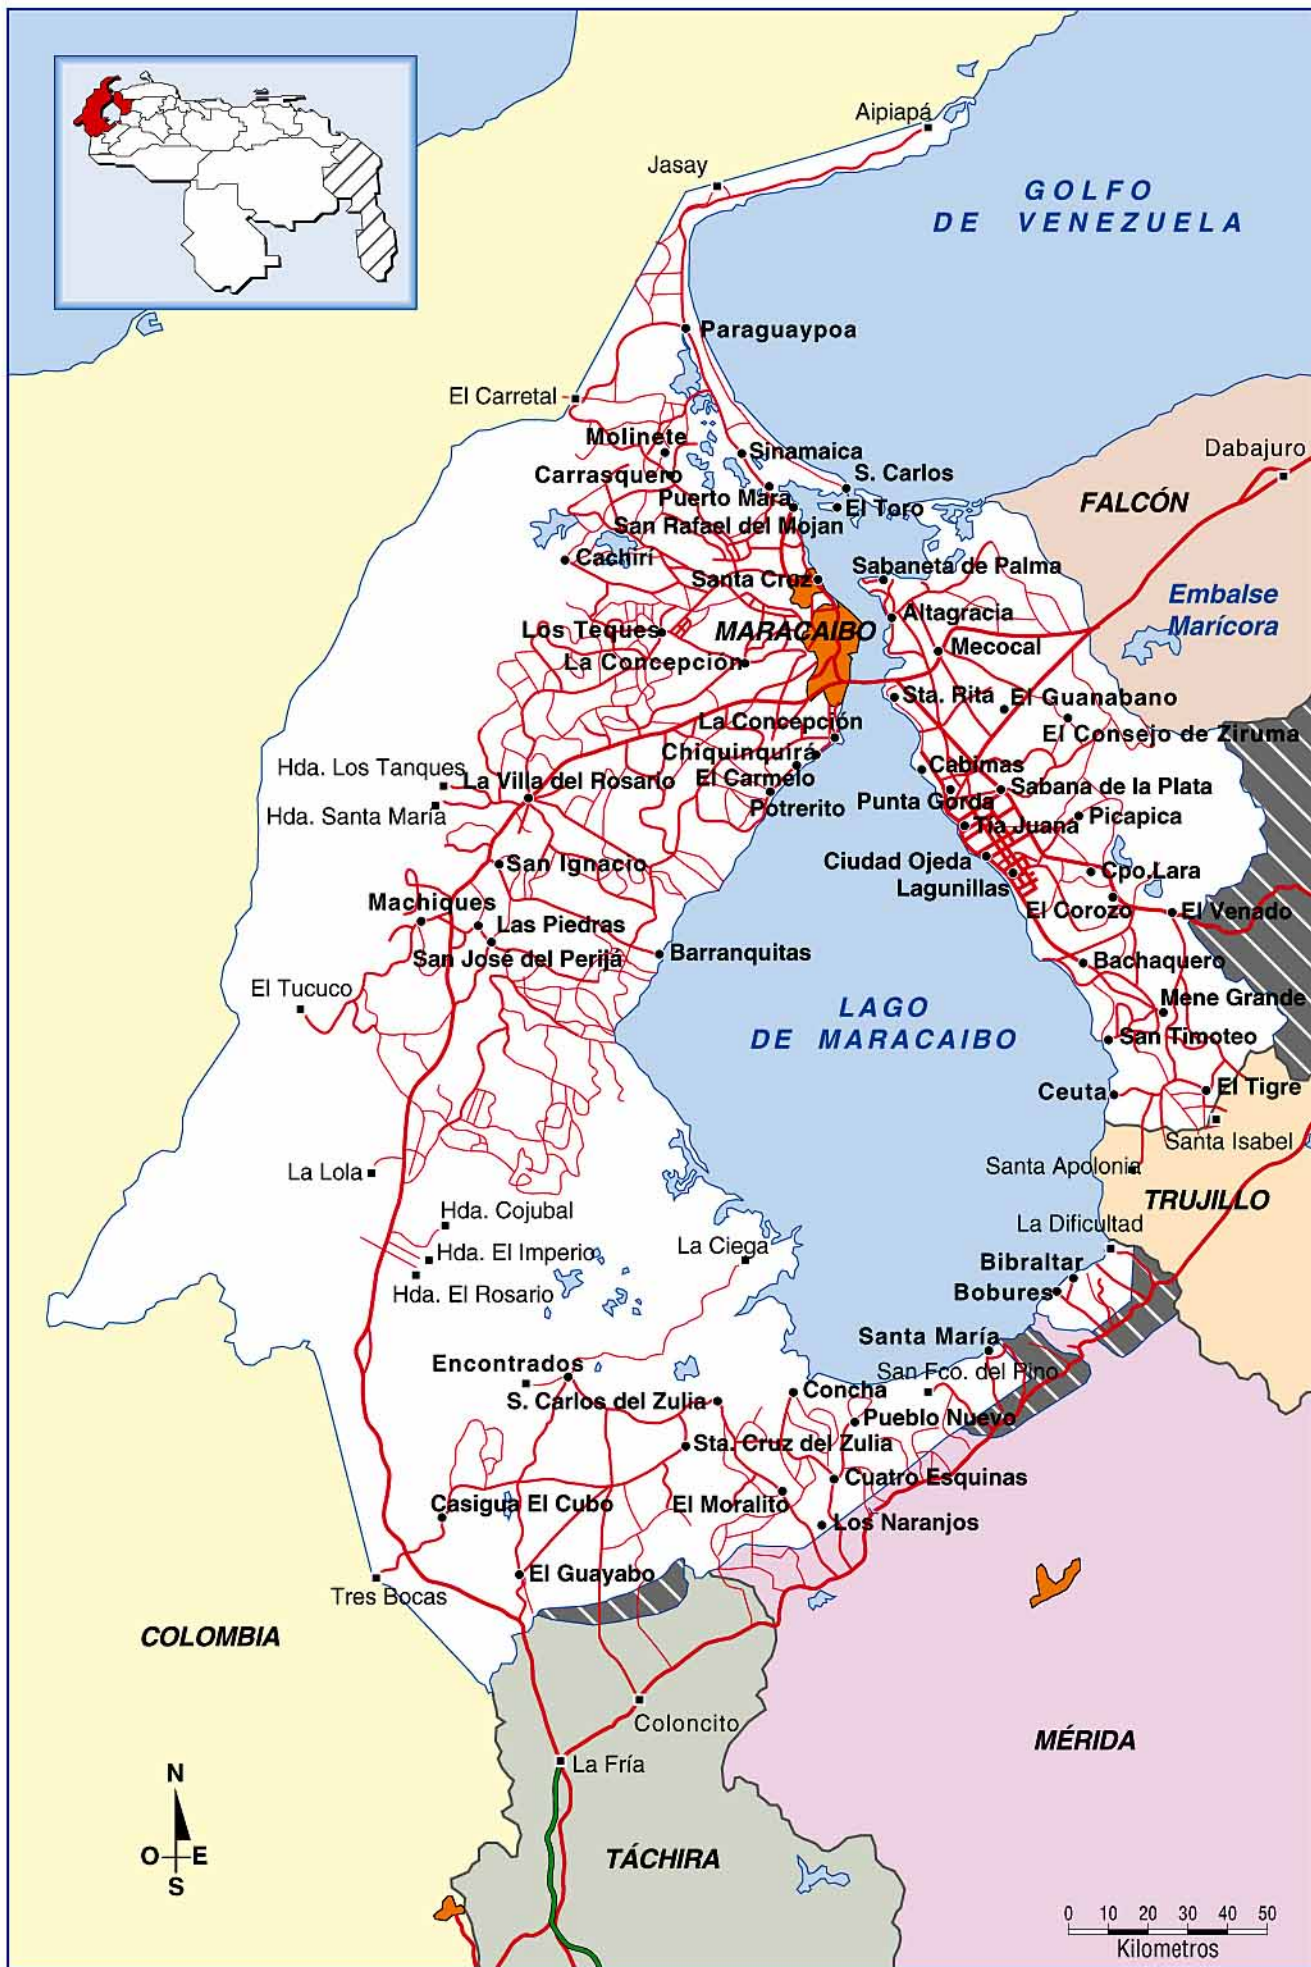 Aipiapá
Jasay
GOLFO
DE VENEZUELA
Paraguaypoa
El Carretal
Molinete
Sinamaica
Dabajuro
Carrasquero
S. Carlos
Puerto Mara
El Toro
FALCÓN
San Rafael del Mojan
Cachirí
Sabaneta de Palma
Santa Cruz
Embalse
Marícora
Altagracia
Los Teques
MARACAIBO
Mecocal
La Concepción
Sta. Rita
El Guanabano
La Concepción
El Consejo de Ziruma
Chiquinquirá
Cabimas
Hda. Los Tanques
La Villa del Rosario
El Carmelo
Sabana de la Plata
Punta Gorda
Potrerito
Hda. Santa María
Picapica
Tía Juana
San Ignacio
Ciudad Ojeda
Cpo.Lara
Lagunillas
Machiques
El Corozo
El Venado
Las Piedras
San José del Perijá
Barranquitas
Bachaquero
El Tucuco
Mene Grande
LAGO
DE MARACAIBO
San Timoteo
Ceuta
El Tigre
Santa Isabel
La Lola
Santa Apolonia
TRUJILLO
Hda. Cojubal
La Dificultad
Hda. El Imperio
La Ciega
Bibraltar
Hda. El Rosario
Bobures
Santa María
Encontrados
San Fco. del Pino
S. Carlos del Zulia
Concha
Pueblo Nuevo
Sta. Cruz del Zulia
Cuatro Esquinas
Casigua El Cubo
El Moralito
Los Naranjos
El Guayabo
Tres Bocas
COLOMBIA
Coloncito
MÉRIDA
La Fría
N
O E
S
TÁCHIRA
0 10 20 30 40 50
Kilometros